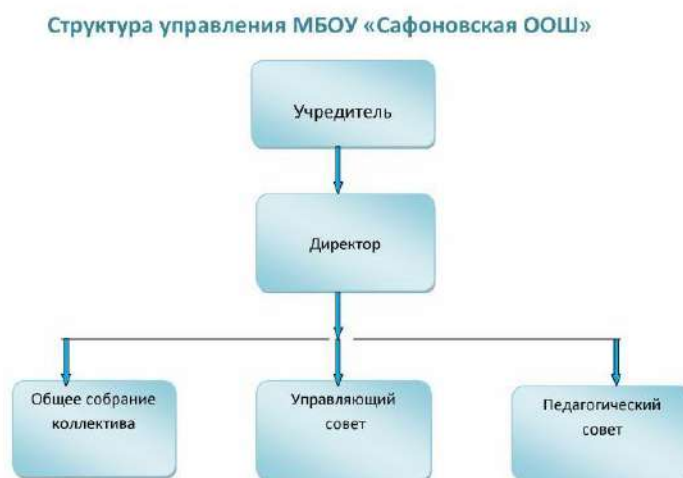 Структура управления МБОУ «Сафоновская ООШ»
Учредитель
Директор
Общее собрание
коллектива
Управляющий
совет
Педагогический
совет